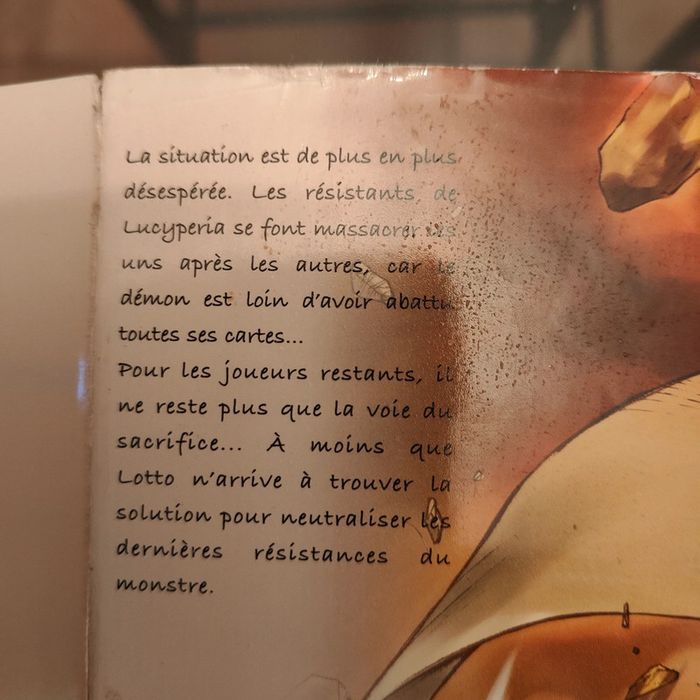 La situation est de plus en plus
désespérée. Les résistants de
Lucyperia se font massacrer les
uns après les autres, car le
démon est loin d'avoir abattu
toutes ses cartes...
Pour les joueurs restants, il
ne reste plus que la voie du
sacrifice... À moins que
Lotto n'arrive à trouver la
solution pour neutraliser les
dernières résistances du
monstre.